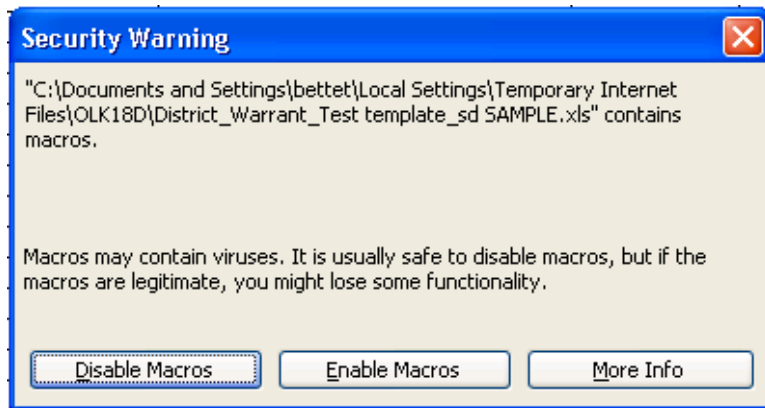 Security Warning
"C:\Documents and Settings\bettet\Local Settings\Temporary Internet
Files\OLK18D\District_Warrant_Test template_sd SAMPLE.xls" contains
macros.
Macros may contain viruses. It is usually safe to disable macros, but if the
macros are legitimate, you might lose some functionality.
Disable Macros Enable Macros More Info